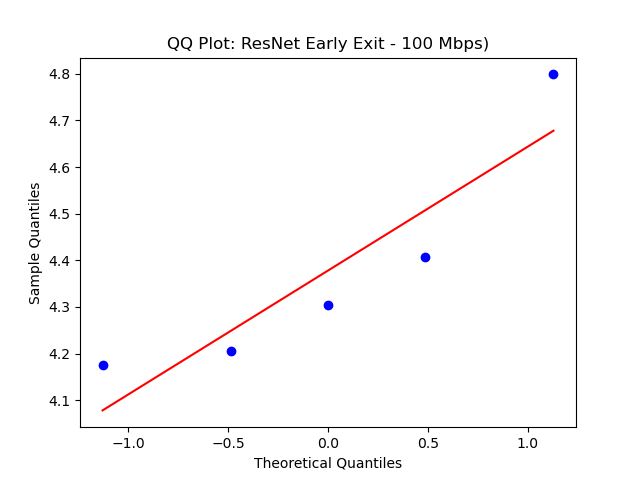 QQ Plot: ResNet Early Exit - 100 Mbps)
4.8
4.7
4.6
4.5
4.4
4.3
4.2
4.1
Sample Quantiles
−1.0 −0.5 0.0 0.5 1.0
Theoretical Quantiles